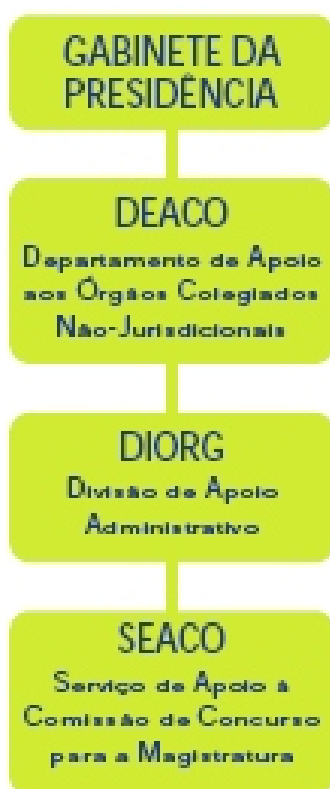 GABINETE DA
PRESIDÊNCIA
DEACO
Departamento de Apoio
aos Órgãos Colegiados
Não-Jurisdicionais
DIORG
Divisão de Apoio
Administrativo
SEACO
Serviço de Apoio à
Comissão de Concurso
para a Magistratura